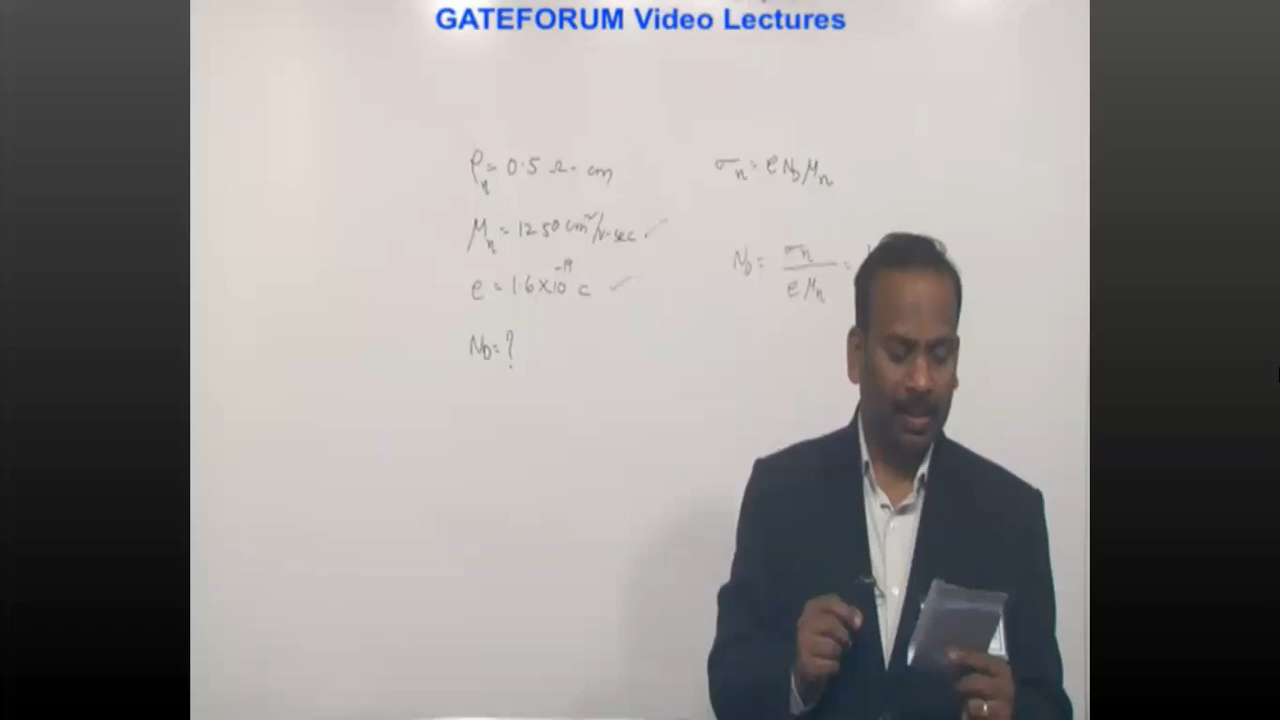 GATEFORUM Video Lectures
ρn = 0.5 Ω-cm
μn = 1250 cm²/v-sec ✓
e = 1.6×10⁻¹⁹ c ✓
ND = ?
σn = e ND μn
ND = σn / e μn =